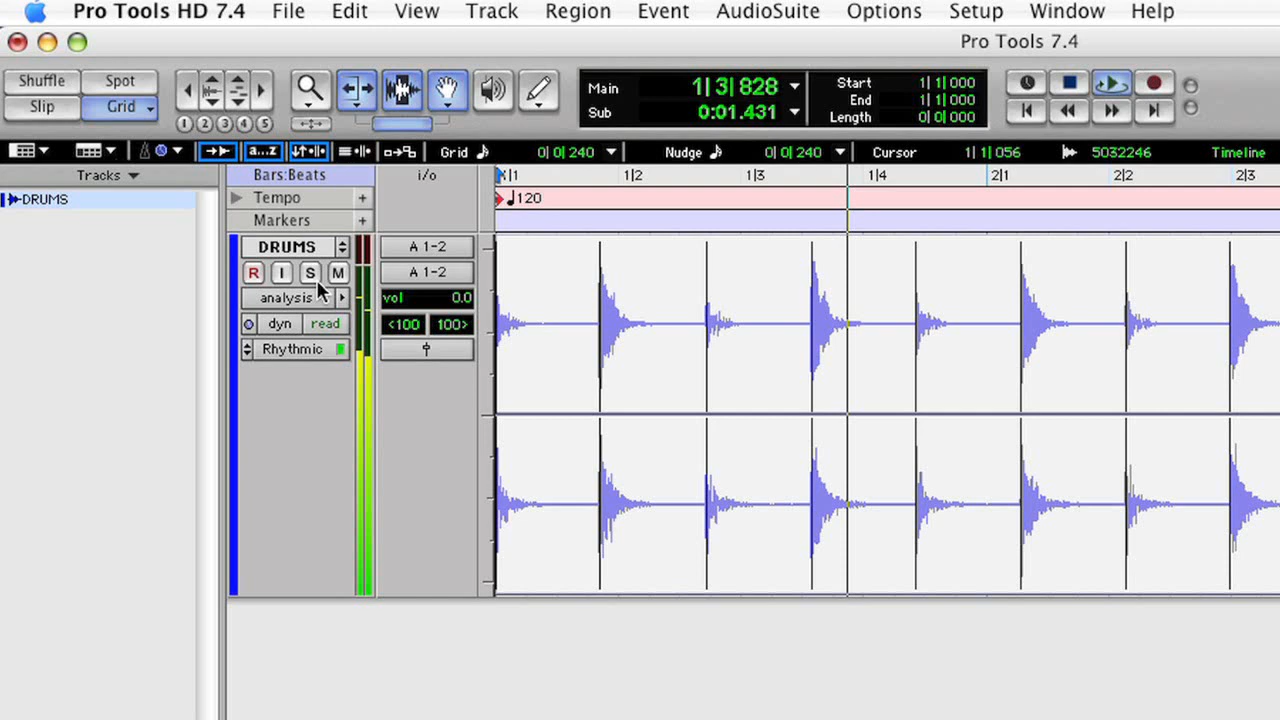 Pro Tools HD 7.4 File Edit View Track Region Event AudioSuite Options Setup Window Help
Pro Tools 7.4
Shuffle Spot
Slip Grid
1 2 3 4 5
Main 1| 3| 828
Sub 0:01.431
Start 1| 1| 000
End 1| 1| 000
Length 0| 0| 000
a...z Grid 0| 0| 240 Nudge 0| 0| 240 Cursor 1| 1| 056 5032246 Timeline
Tracks
DRUMS
Bars:Beats i/o 1|2 1|3 1|4 2|1 2|2 2|3
Tempo + 120
Markers +
DRUMS A 1-2
R I S M A 1-2
analysis vol 0.0
dyn read <100 100>
Rhythmic